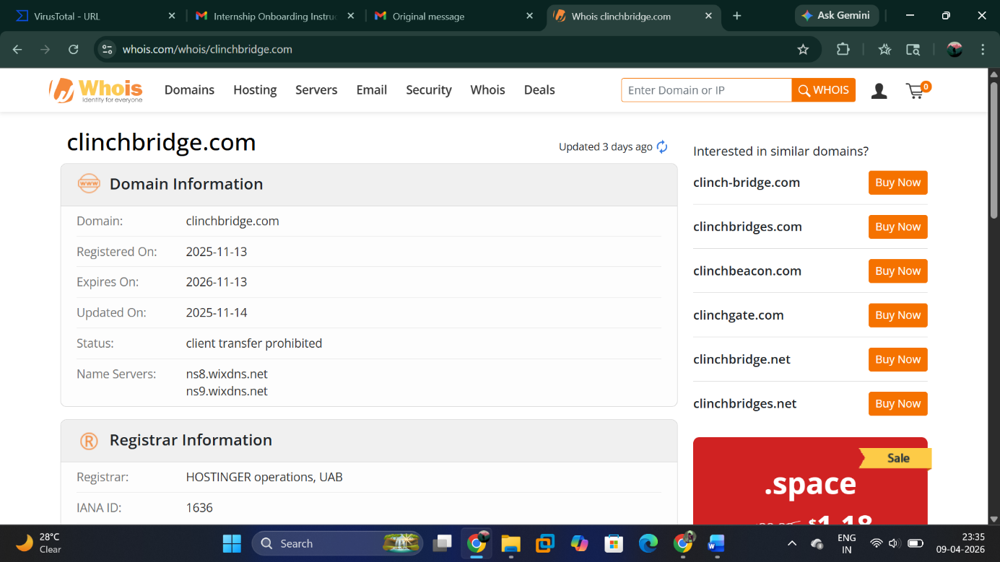 VirusTotal - URL
Internship Onboarding Instruc
Original message
Whois clinchbridge.com
Ask Gemini
whois.com/whois/clinchbridge.com
Whois
Identity for everyone
Domains Hosting Servers Email Security Whois Deals
Enter Domain or IP
WHOIS
0
clinchbridge.com
Updated 3 days ago
www
Domain Information
Domain: clinchbridge.com
Registered On: 2025-11-13
Expires On: 2026-11-13
Updated On: 2025-11-14
Status: client transfer prohibited
Name Servers: ns8.wixdns.net
ns9.wixdns.net
R
Registrar Information
Registrar: HOSTINGER operations, UAB
IANA ID: 1636
Interested in similar domains?
clinch-bridge.com Buy Now
clinchbridges.com Buy Now
clinchbeacon.com Buy Now
clinchgate.com Buy Now
clinchbridge.net Buy Now
clinchbridges.net Buy Now
Sale
.space
$1.18
28°C
Clear
Search
ENG
IN
23:35
09-04-2026